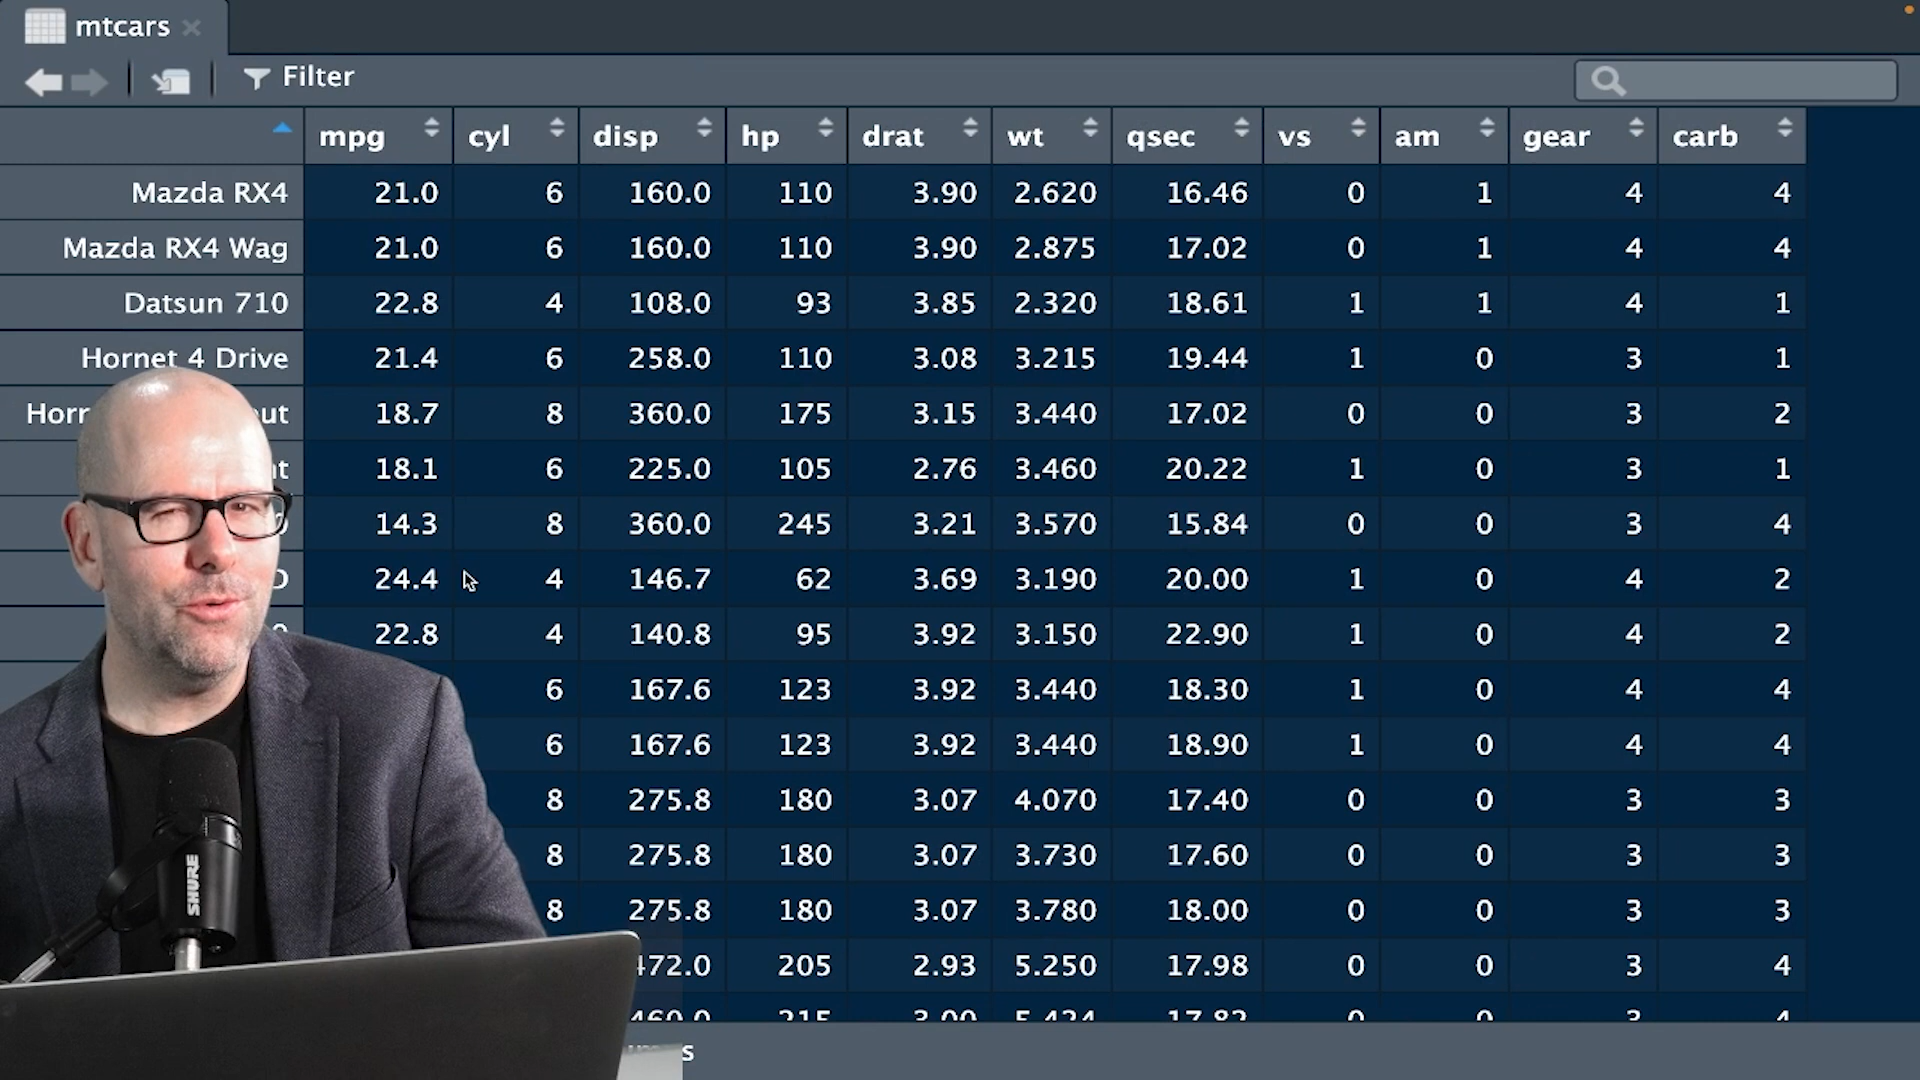 mtcars
Filter
mpg cyl disp hp drat wt qsec vs am gear carb
Mazda RX4 21.0 6 160.0 110 3.90 2.620 16.46 0 1 4 4
Mazda RX4 Wag 21.0 6 160.0 110 3.90 2.875 17.02 0 1 4 4
Datsun 710 22.8 4 108.0 93 3.85 2.320 18.61 1 1 4 1
Hornet 4 Drive 21.4 6 258.0 110 3.08 3.215 19.44 1 0 3 1
18.7 8 360.0 175 3.15 3.440 17.02 0 0 3 2
18.1 6 225.0 105 2.76 3.460 20.22 1 0 3 1
14.3 8 360.0 245 3.21 3.570 15.84 0 0 3 4
24.4 4 146.7 62 3.69 3.190 20.00 1 0 4 2
22.8 4 140.8 95 3.92 3.150 22.90 1 0 4 2
6 167.6 123 3.92 3.440 18.30 1 0 4 4
6 167.6 123 3.92 3.440 18.90 1 0 4 4
8 275.8 180 3.07 4.070 17.40 0 0 3 3
8 275.8 180 3.07 3.730 17.60 0 0 3 3
8 275.8 180 3.07 3.780 18.00 0 0 3 3
472.0 205 2.93 5.250 17.98 0 0 3 4
SHURE